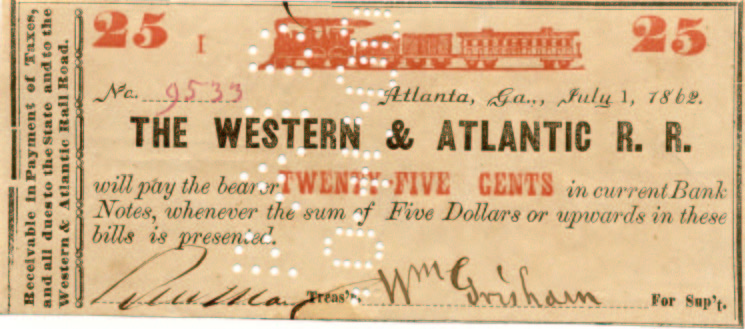 Receivable in Payment of Taxes,
and all dues to the State and to the
Western & Atlantic Rail Road.
25 I 25
No. 9533 Atlanta, Ga., July 1, 1862.
THE WESTERN & ATLANTIC R. R.
will pay the bearer TWENTY-FIVE CENTS in current Bank
Notes, whenever the sum of Five Dollars or upwards in these
bills is presented.
Treas'r. Wm Grisham For Sup't.